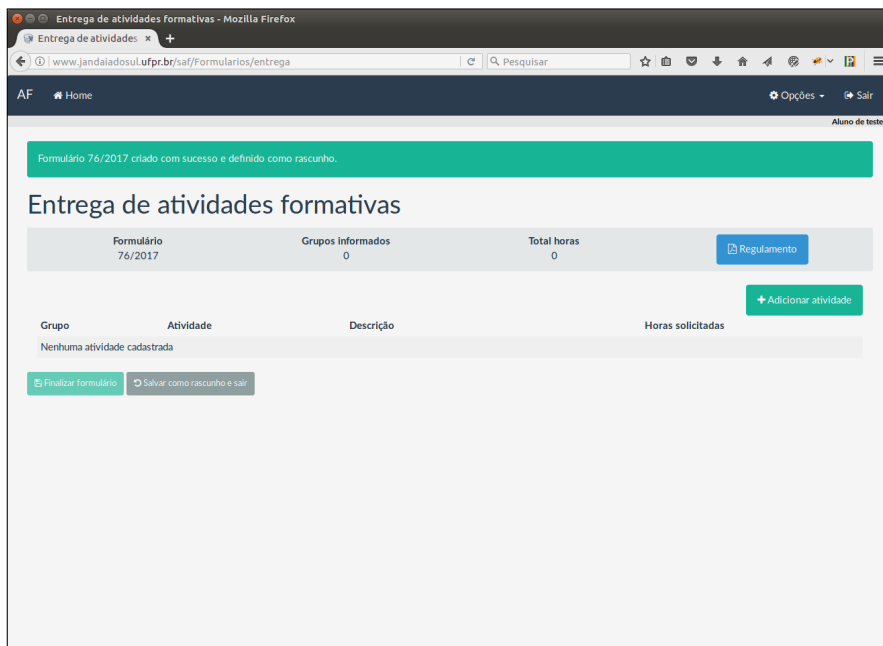 Entrega de atividades formativas - Mozilla Firefox
Entrega de atividades × +
www.jandaiadosul.ufpr.br/saf/Formularios/entrega Pesquisar
AF Home Opções Sair
Aluno de teste
Formulário 76/2017 criado com sucesso e definido como rascunho.
Entrega de atividades formativas
Formulário Grupos informados Total horas
76/2017 0 0
Regulamento
Adicionar atividade
Grupo Atividade Descrição Horas solicitadas
Nenhuma atividade cadastrada
Finalizar formulário Salvar como rascunho e sair